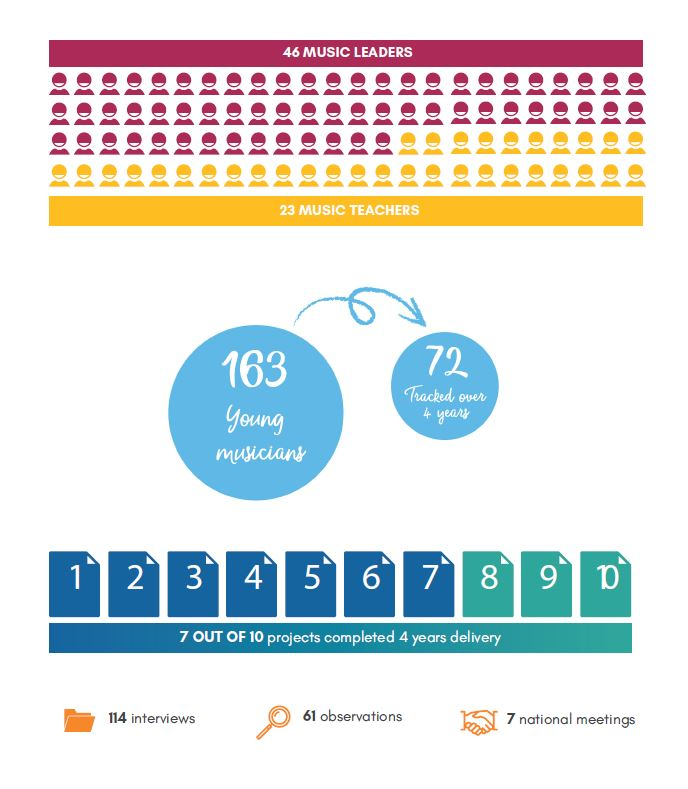 46 MUSIC LEADERS
23 MUSIC TEACHERS
163
Young
musicians
72
Tracked over
4 years
1 2 3 4 5 6 7 8 9 10
7 OUT OF 10 projects completed 4 years delivery
114 interviews
61 observations
7 national meetings